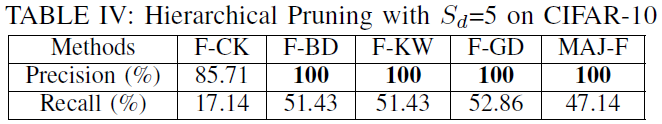 TABLE IV: Hierarchical Pruning with S_d=5 on CIFAR-10
Methods F-CK F-BD F-KW F-GD MAJ-F
Precision (%) 85.71 100 100 100 100
Recall (%) 17.14 51.43 51.43 52.86 47.14